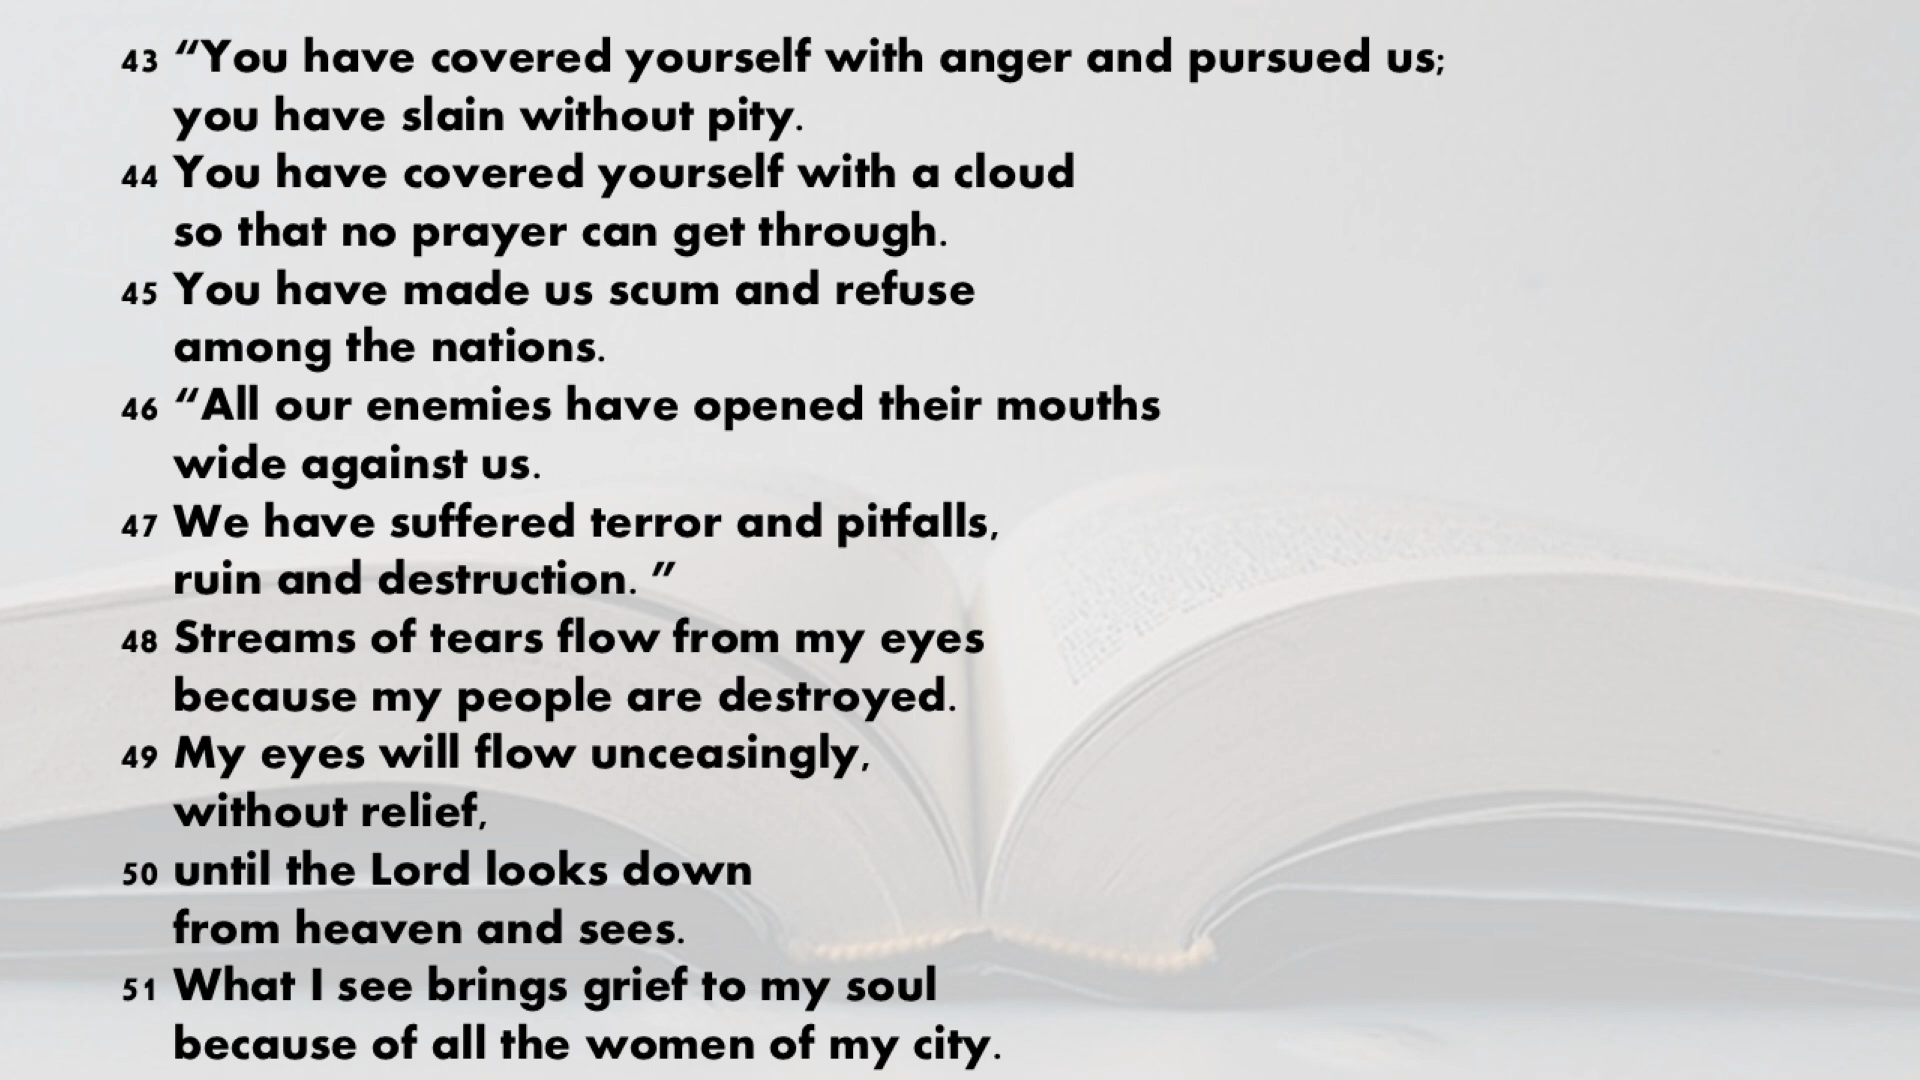 43 “You have covered yourself with anger and pursued us;
you have slain without pity.
44 You have covered yourself with a cloud
so that no prayer can get through.
45 You have made us scum and refuse
among the nations.
46 “All our enemies have opened their mouths
wide against us.
47 We have suffered terror and pitfalls,
ruin and destruction. ”
48 Streams of tears flow from my eyes
because my people are destroyed.
49 My eyes will flow unceasingly,
without relief,
50 until the Lord looks down
from heaven and sees.
51 What I see brings grief to my soul
because of all the women of my city.